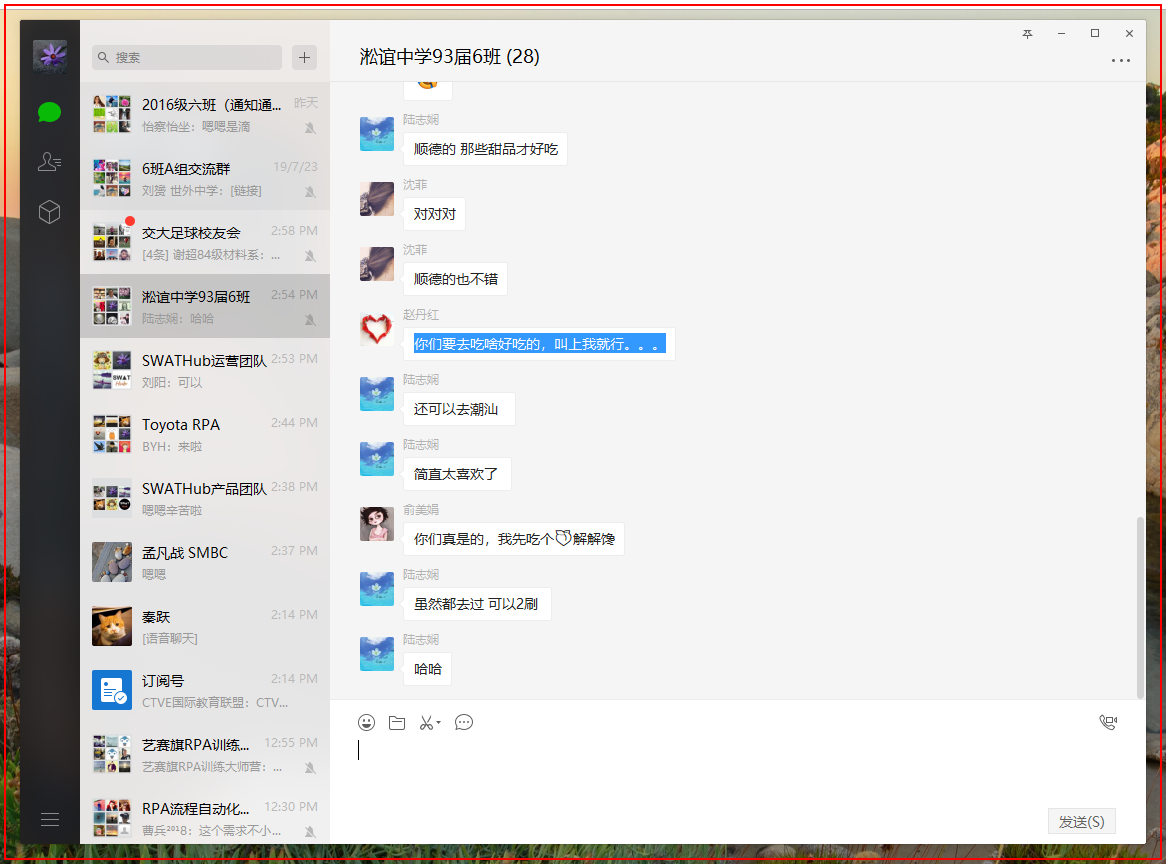 搜索
2016级六班（通知通...
昨天
怡察怡坐：嗯嗯是滴
6班A组交流群
19/7/23
刘赟 世外中学：[链接]
交大足球校友会
2:58 PM
[4条] 谢超84级材料系：...
淞谊中学93届6班
2:54 PM
陆志娴：哈哈
SWATHub运营团队
2:53 PM
刘阳：可以
Toyota RPA
2:44 PM
BYH：来啦
SWATHub产品团队
2:38 PM
嗯嗯辛苦啦
孟凡战 SMBC
2:37 PM
嗯嗯
秦跃
2:14 PM
[语音聊天]
订阅号
2:14 PM
CTVE国际教育联盟：CTV...
艺赛旗RPA训练...
12:55 PM
艺赛旗RPA训练大师营：...
RPA流程自动化...
12:30 PM
曹兵²⁰¹⁸：这个需求不小...
淞谊中学93届6班 (28)
陆志娴
顺德的 那些甜品才好吃
沈菲
对对对
沈菲
顺德的也不错
赵丹红
你们要去吃啥好吃的，叫上我就行。。。
陆志娴
还可以去潮汕
陆志娴
简直太喜欢了
俞美娟
你们真是的，我先吃个🍑解解馋
陆志娴
虽然都去过 可以2刷
陆志娴
哈哈
发送(S)